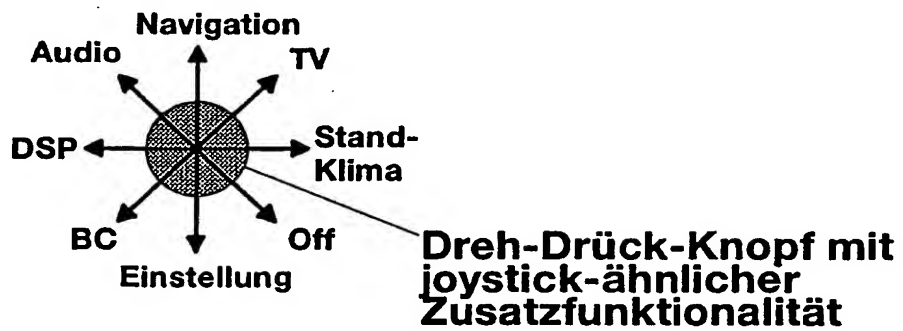 Navigation
Audio
TV
DSP
Stand-
Klima
BC
Off
Einstellung
Dreh-Drück-Knopf mit
joystick-ähnlicher
Zusatzfunktionalität